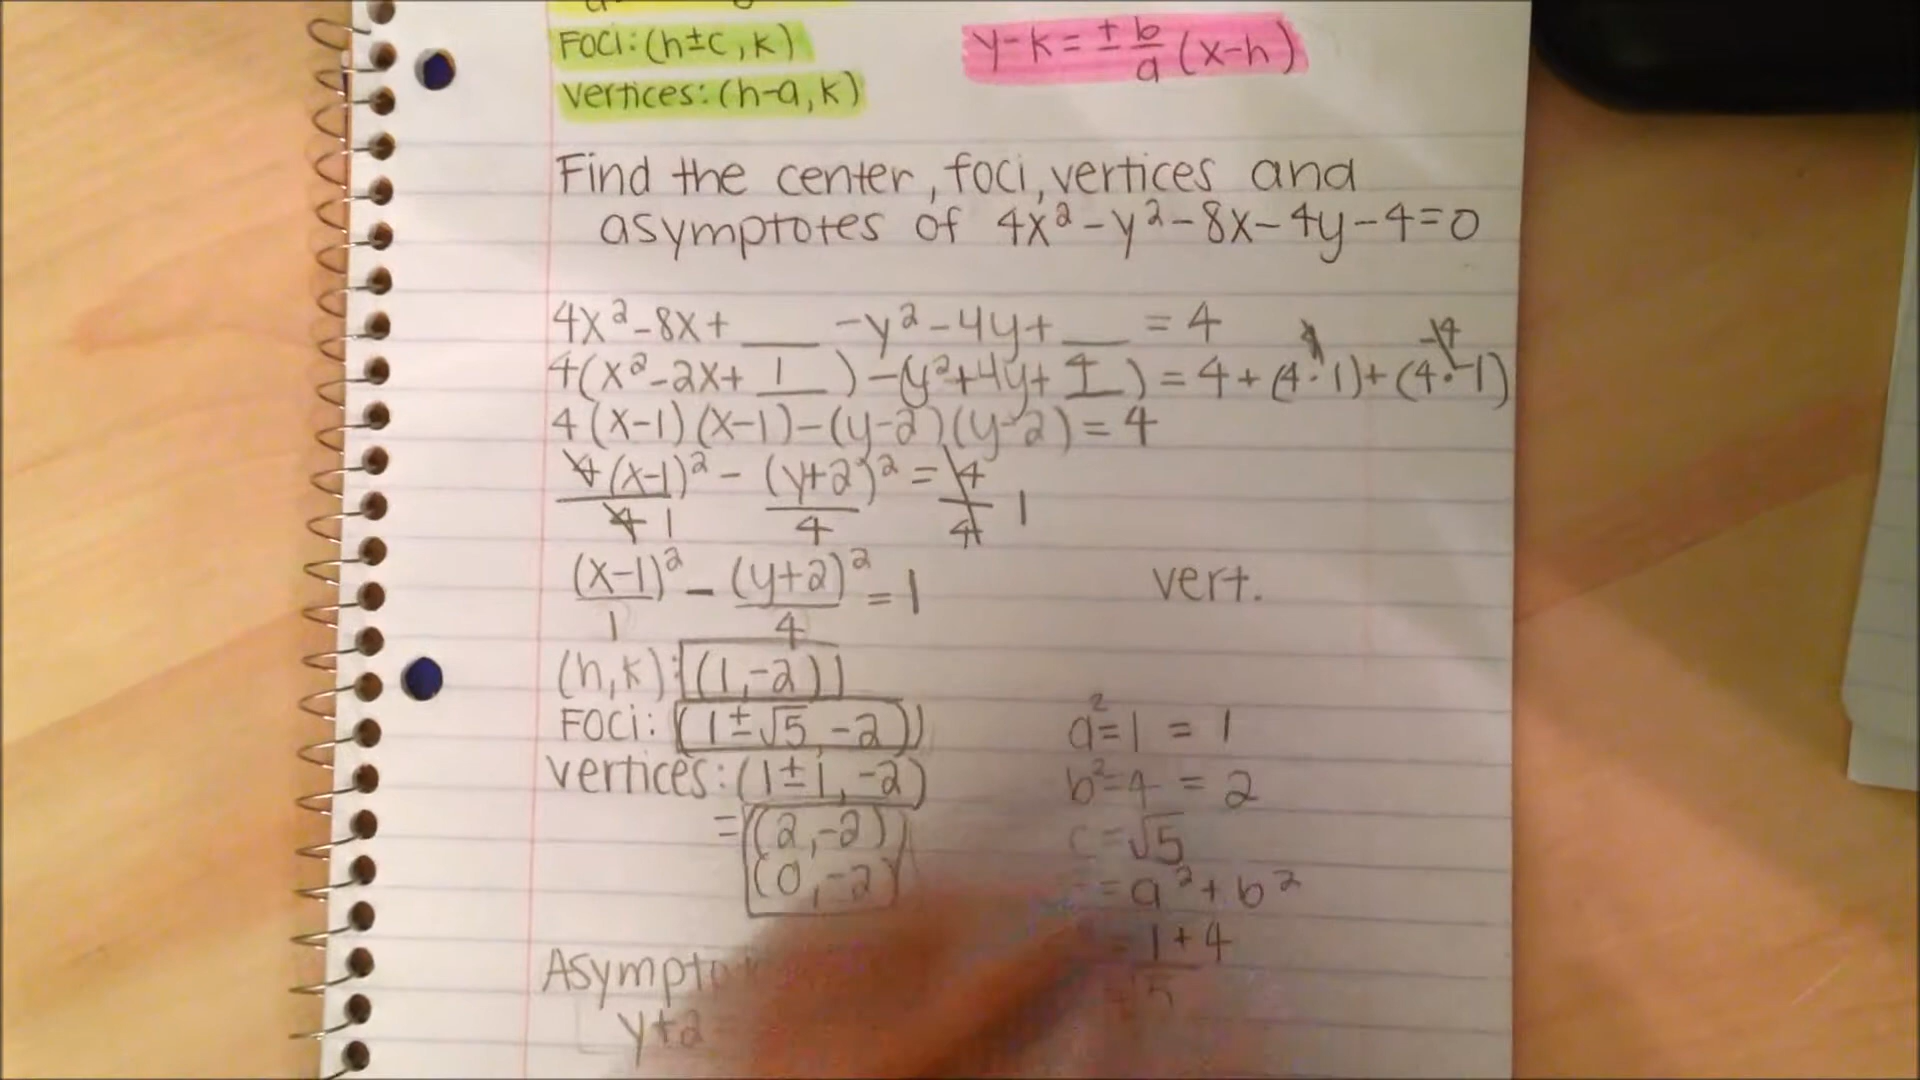 Foci: (h±c, k)
y-k = ± b/a (x-h)
vertices: (h-a, k)
Find the center, foci, vertices and
asymptotes of 4x²-y²-8x-4y-4=0
4x²-8x+ ___ -y²-4y+ ___ = 4
4 -4
4(x²-2x+ 1 ) -(y²+4y+ 4 ) = 4+(4·1)+(4·-1)
4(x-1)(x-1)-(y-2)(y-2)=4
4(x-1)² - (y+2)² = 4
4 1 4 4 1
(x-1)² - (y+2)² = 1
1 4
vert.
(h,k): (1,-2)
Foci: (1±√5, -2)
vertices: (1±1, -2)
= (2,-2)
(0,-2)
a²=1 = 1
b²=4 = 2
c=√5
= a²+b²
= 1+4
√5
y+2